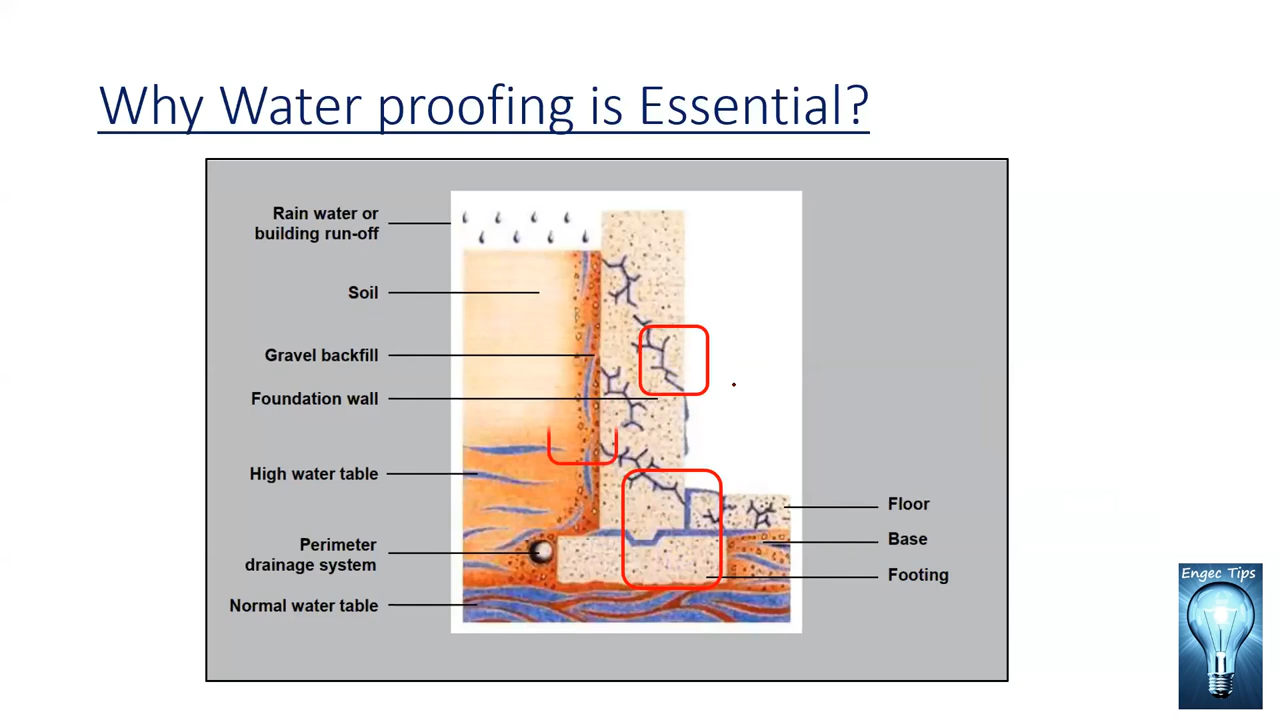 Why Water proofing is Essential?
Rain water or
building run-off
Soil
Gravel backfill
Foundation wall
High water table
Perimeter
drainage system
Normal water table
Floor
Base
Footing
Engec Tips